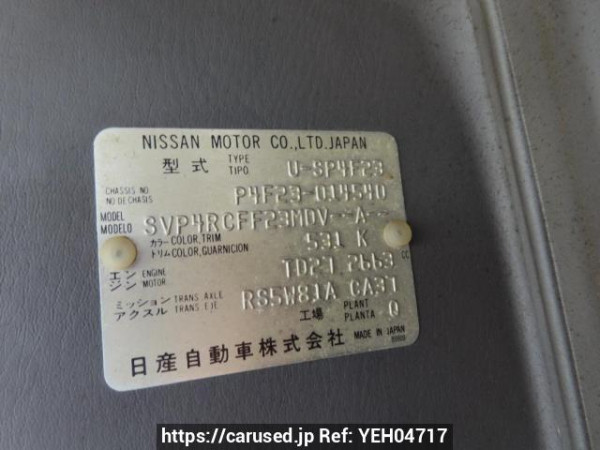 NISSAN MOTOR CO.,LTD.JAPAN
型式 TYPE TIPO U-SP4F23
CHASSIS NO NO DE CHASIS P4F23-014540
MODEL MODELO SVP4RCFF23MDV--A--
カラー COLOR,TRIM トリム COLOR,GUARNICION 531 K
エンジン ENGINE MOTOR TD27 2663 CC
ミッション アクスル TRANS AXLE TRANS EJE RS5W81A CA37
工場 PLANT PLANTA Q
日産自動車株式会社 MADE IN JAPAN
https://carused.jp Ref: YEH04717